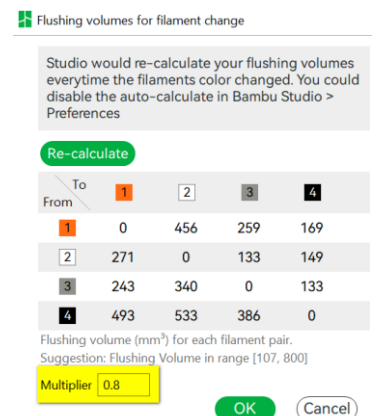 Flushing volumes for filament change
Studio would re-calculate your flushing volumes
everytime the filaments color changed. You could
disable the auto-calculate in Bambu Studio >
Preferences
Re-calculate
To
From 1 2 3 4
1 0 456 259 169
2 271 0 133 149
3 243 340 0 133
4 493 533 386 0
Flushing volume (mm³) for each filament pair.
Suggestion: Flushing Volume in range [107, 800]
Multiplier 0.8
OK Cancel